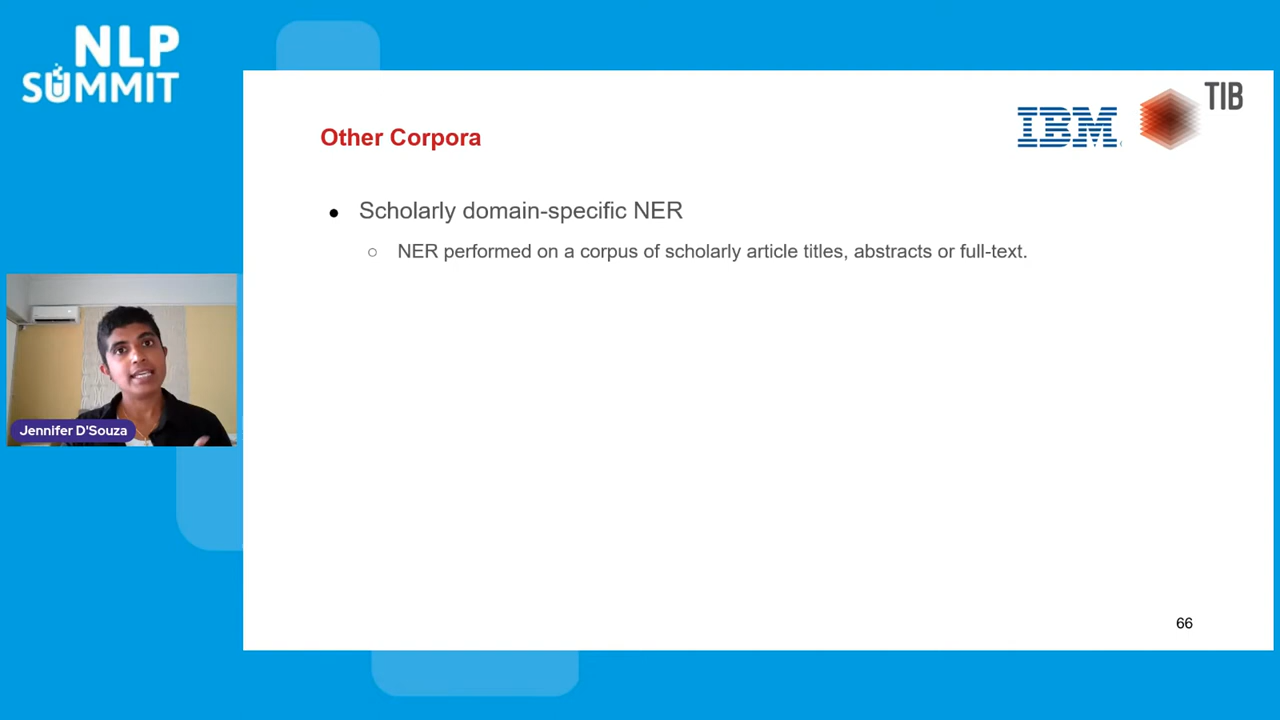 NLP
SUMMIT
IBM
TIB
Other Corpora
● Scholarly domain-specific NER
○ NER performed on a corpus of scholarly article titles, abstracts or full-text.
Jennifer D'Souza
66